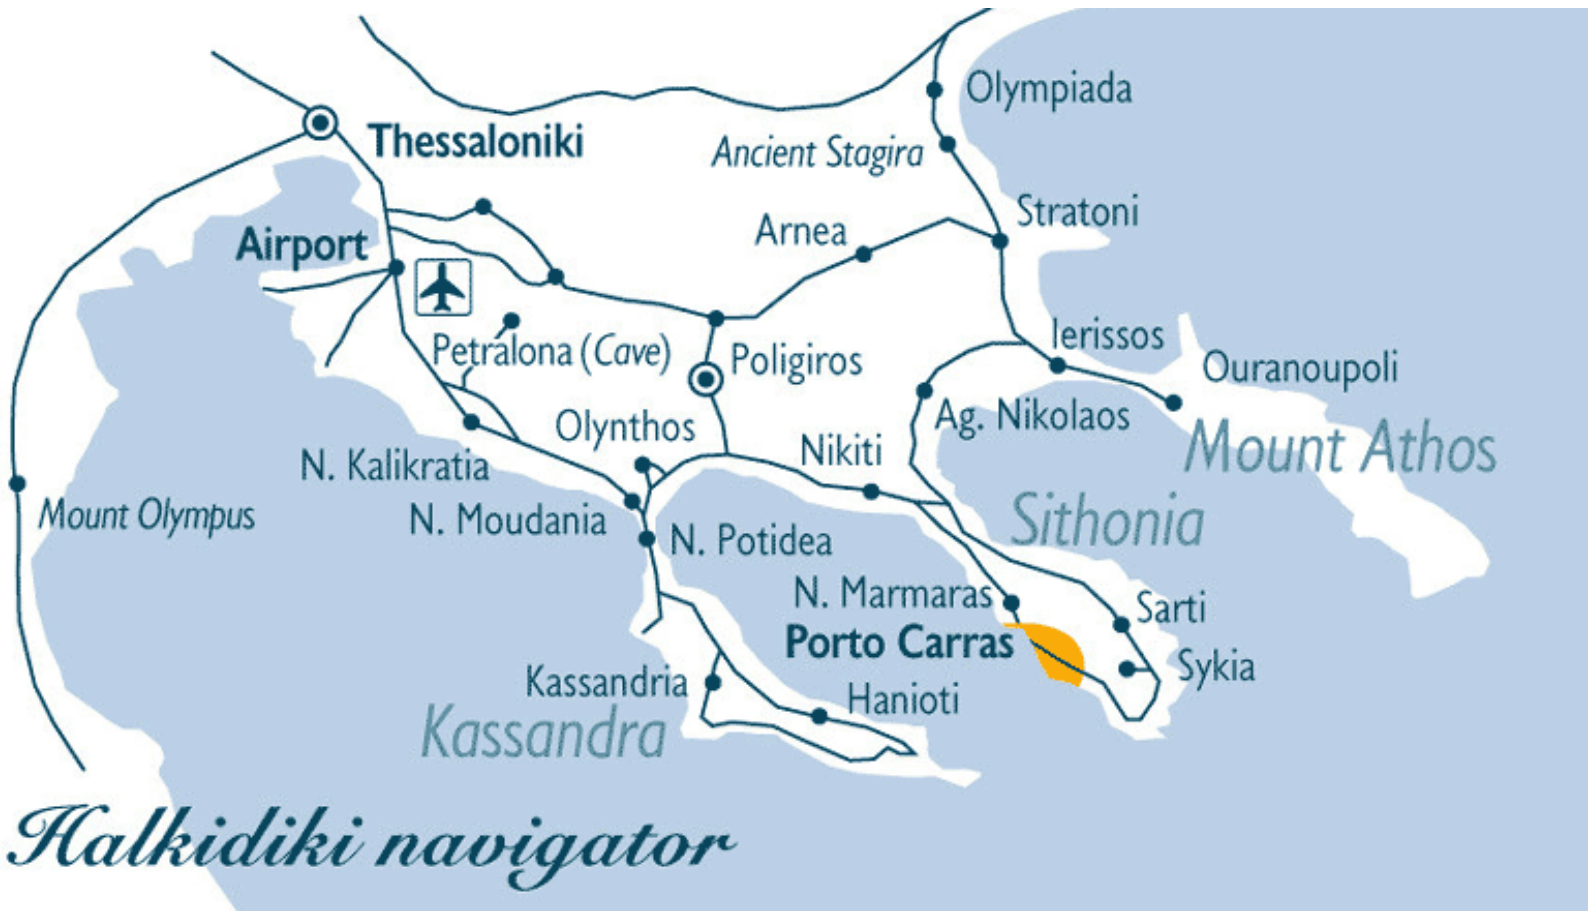 Olympiada
Thessaloniki
Ancient Stagira
Stratoni
Arnea
Airport
Ierissos
Petralona (Cave)
Poligiros
Ouranoupoli
Ag. Nikolaos
Olynthos
Mount Athos
Nikiti
N. Kalikratia
Mount Olympus
N. Moudania
Sithonia
N. Potidea
N. Marmaras
Sarti
Porto Carras
Sykia
Kassandria
Hanioti
Kassandra
Halkidiki navigator